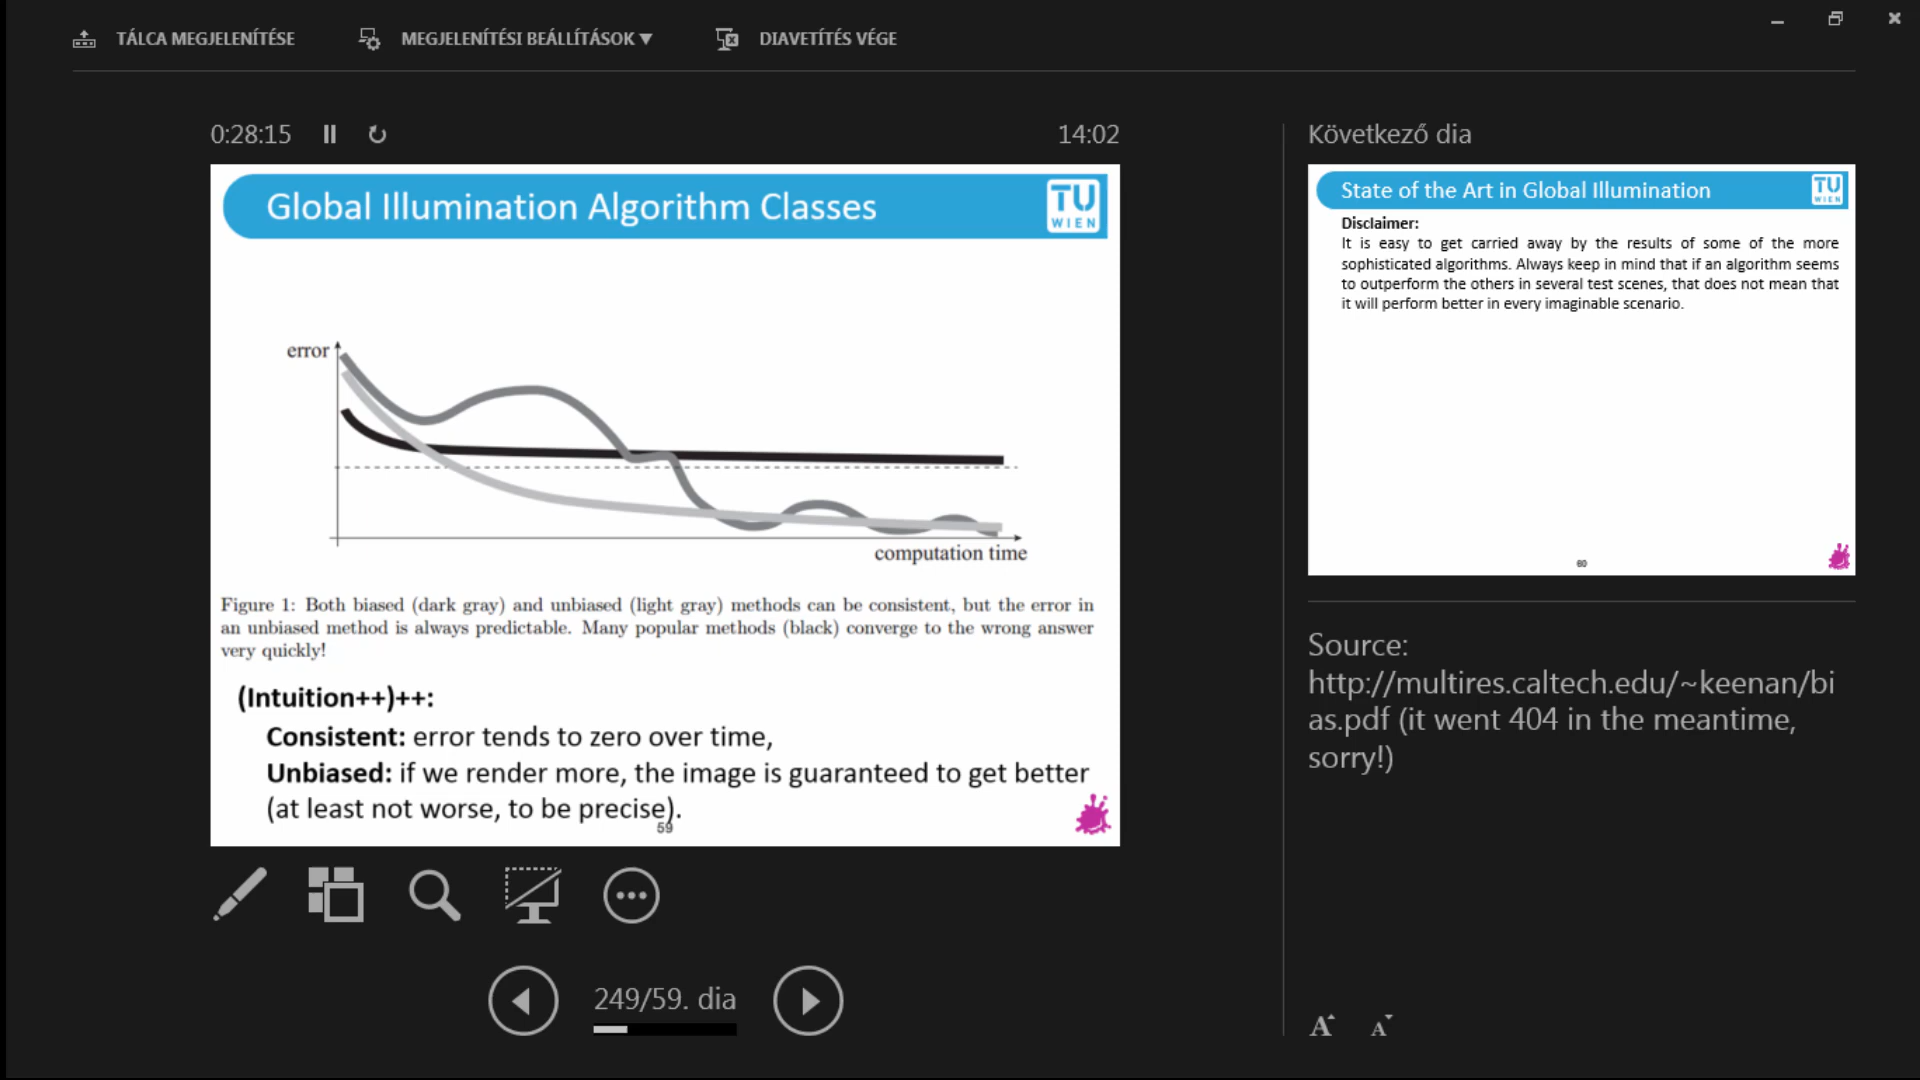 TÁLCA MEGJELENÍTÉSE
MEGJELENÍTÉSI BEÁLLÍTÁSOK ▼
DIAVETÍTÉS VÉGE
0:28:15
14:02
Global Illumination Algorithm Classes
TU
WIEN
error
computation time
Figure 1: Both biased (dark gray) and unbiased (light gray) methods can be consistent, but the error in
an unbiased method is always predictable. Many popular methods (black) converge to the wrong answer
very quickly!
(Intuition++)++:
Consistent: error tends to zero over time,
Unbiased: if we render more, the image is guaranteed to get better
(at least not worse, to be precise).
59
249/59. dia
Következő dia
State of the Art in Global Illumination
TU
WIEN
Disclaimer:
It is easy to get carried away by the results of some of the more
sophisticated algorithms. Always keep in mind that if an algorithm seems
to outperform the others in several test scenes, that does not mean that
it will perform better in every imaginable scenario.
60
Source:
http://multires.caltech.edu/~keenan/bi
as.pdf (it went 404 in the meantime,
sorry!)
A A